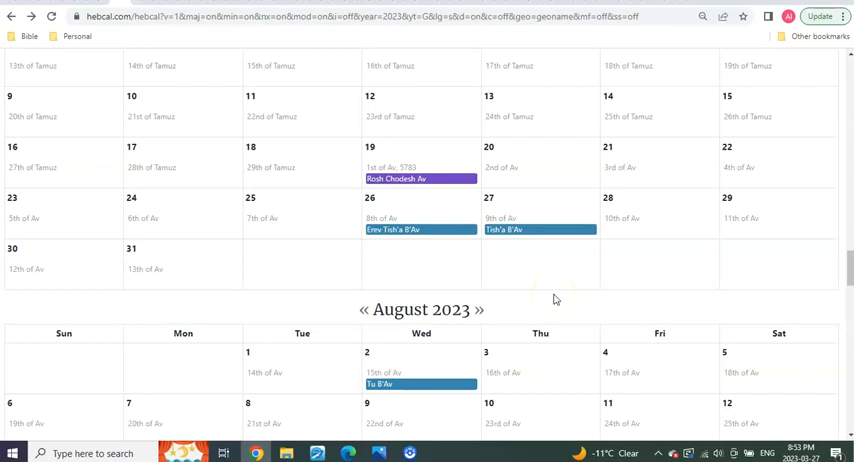 hebcal.com/hebcal?v=1&maj=on&min=on&nx=on&mod=on&i=off&year=2023&yt=G&lg=s&d=on&c=off&geo=geoname&mf=off&ss=off
AI
Update
Bible Personal Other bookmarks
13th of Tamuz 14th of Tamuz 15th of Tamuz 16th of Tamuz 17th of Tamuz 18th of Tamuz 19th of Tamuz
9 10 11 12 13 14 15
20th of Tamuz 21st of Tamuz 22nd of Tamuz 23rd of Tamuz 24th of Tamuz 25th of Tamuz 26th of Tamuz
16 17 18 19 20 21 22
27th of Tamuz 28th of Tamuz 29th of Tamuz 1st of Av, 5783 2nd of Av 3rd of Av 4th of Av
Rosh Chodesh Av
23 24 25 26 27 28 29
5th of Av 6th of Av 7th of Av 8th of Av 9th of Av 10th of Av 11th of Av
Erev Tish'a B'Av Tish'a B'Av
30 31
12th of Av 13th of Av
« August 2023 »
Sun Mon Tue Wed Thu Fri Sat
1 2 3 4 5
14th of Av 15th of Av 16th of Av 17th of Av 18th of Av
Tu B'Av
6 7 8 9 10 11 12
19th of Av 20th of Av 21st of Av 22nd of Av 23rd of Av 24th of Av 25th of Av
Type here to search
-11°C Clear
ENG
8:53 PM
2023-03-27